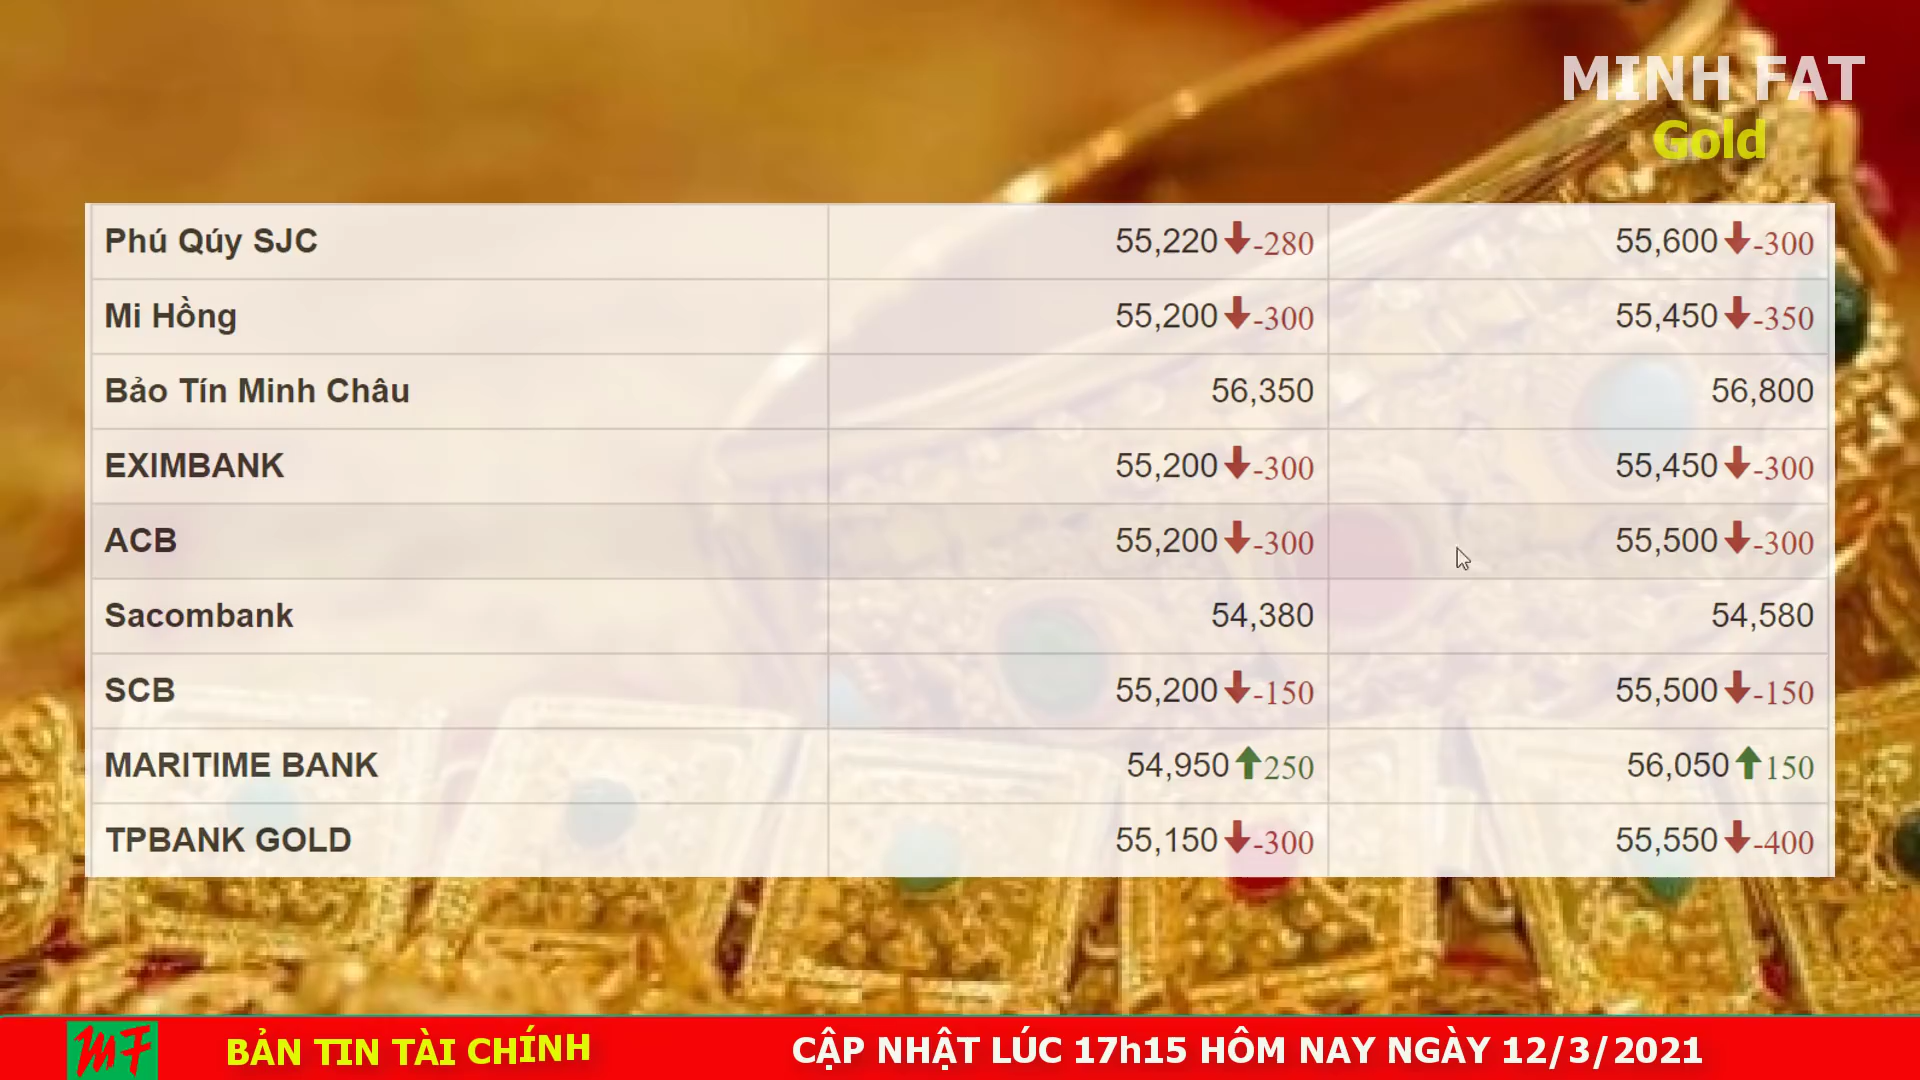 MINH FAT
Gold
Phú Qúy SJC 55,220 -280 55,600 -300
Mi Hồng 55,200 -300 55,450 -350
Bảo Tín Minh Châu 56,350 56,800
EXIMBANK 55,200 -300 55,450 -300
ACB 55,200 -300 55,500 -300
Sacombank 54,380 54,580
SCB 55,200 -150 55,500 -150
MARITIME BANK 54,950 250 56,050 150
TPBANK GOLD 55,150 -300 55,550 -400
MF BẢN TIN TÀI CHÍNH CẬP NHẬT LÚC 17h15 HÔM NAY NGÀY 12/3/2021